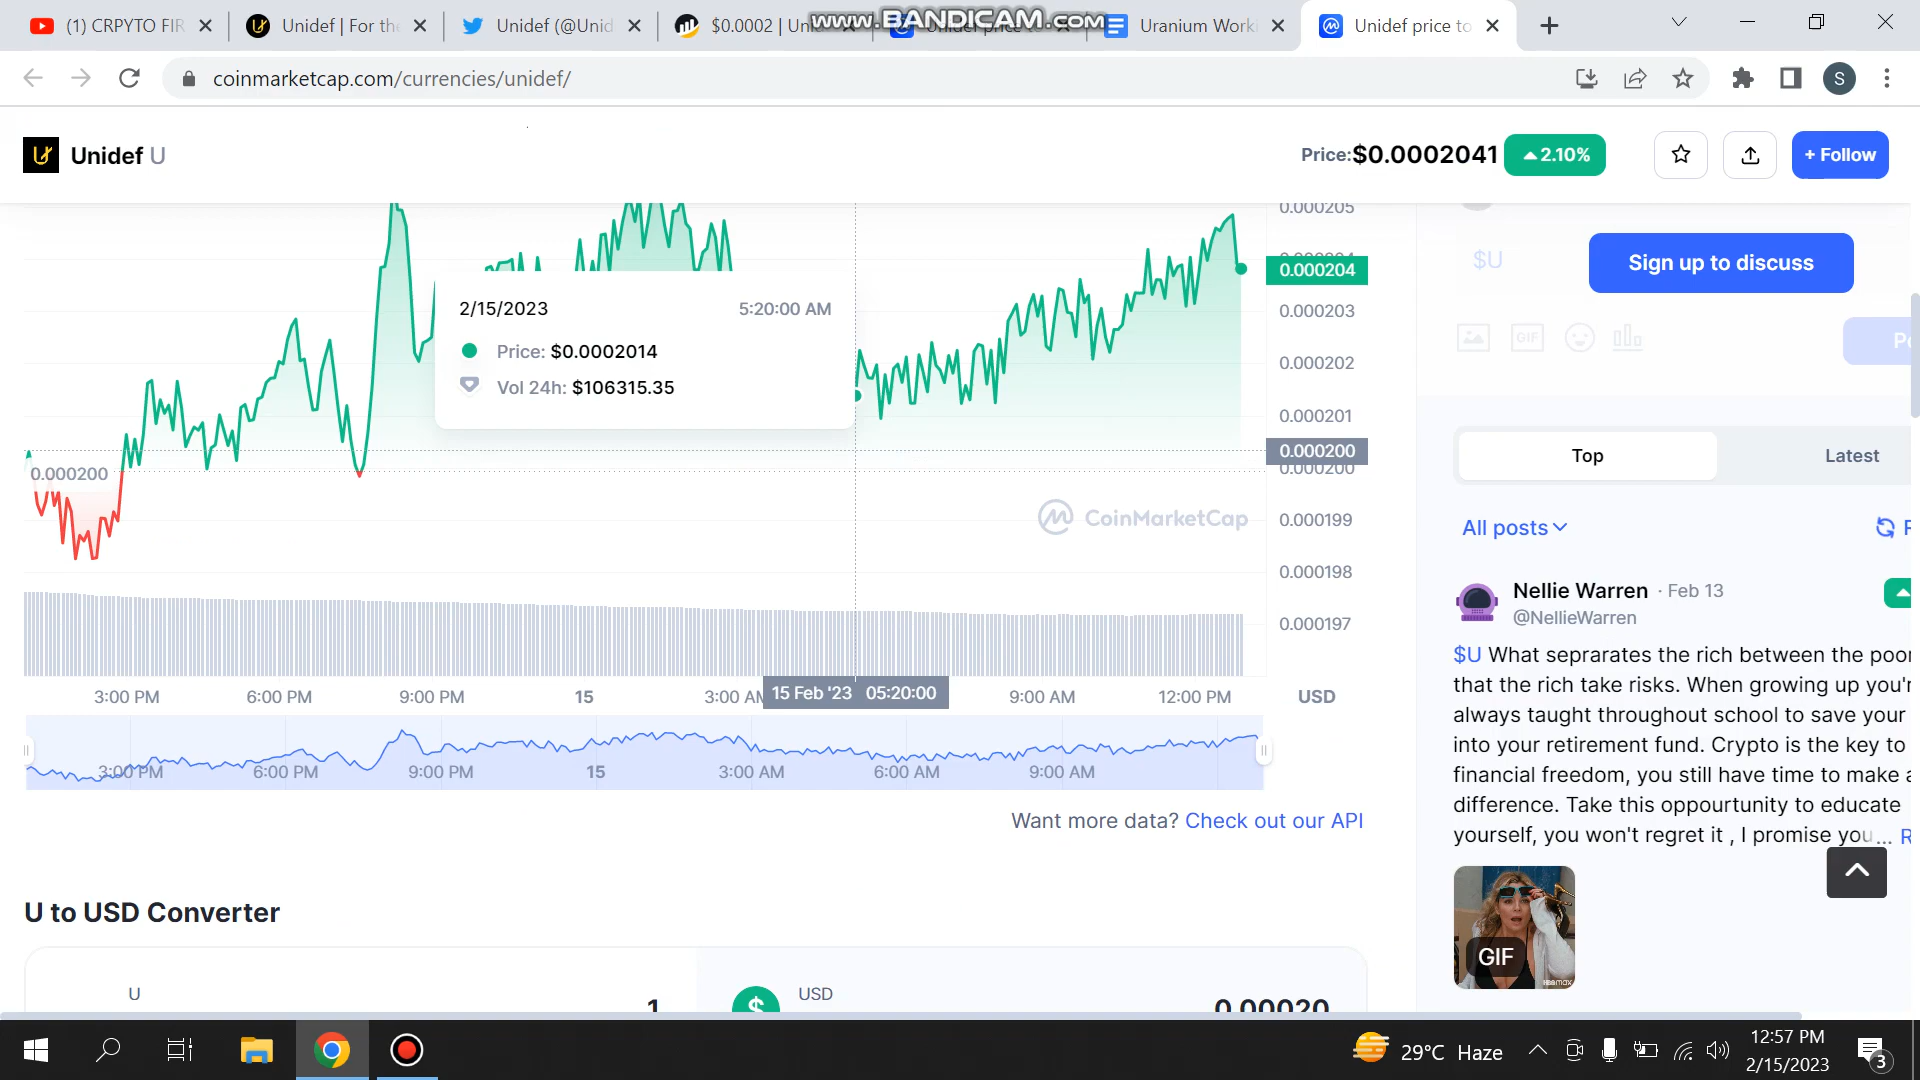 (1) CRPYTO FIR
Unidef | For the
Unidef (@Unid
$0.0002 | Un
Unidef price to
Uranium Worki
Unidef price to
www.BANDICAM.com
coinmarketcap.com/currencies/unidef/
S
Unidef U
Price:$0.0002041
2.10%
+ Follow
0.000205
0.000204
0.000203
0.000202
0.000201
0.000200
0.000200
0.000199
0.000198
0.000197
0.000200
2/15/2023 5:20:00 AM
Price: $0.0002014
Vol 24h: $106315.35
CoinMarketCap
3:00 PM 6:00 PM 9:00 PM 15 3:00 AM 15 Feb '23 05:20:00 9:00 AM 12:00 PM USD
3:00 PM 6:00 PM 9:00 PM 15 3:00 AM 6:00 AM 9:00 AM
Want more data? Check out our API
U to USD Converter
U
1
USD
0.00020
$U
Sign up to discuss
GIF
Po
Top
Latest
All posts
Nellie Warren · Feb 13
@NellieWarren
$U What seprarates the rich between the poor
that the rich take risks. When growing up you'r
always taught throughout school to save your
into your retirement fund. Crypto is the key to
financial freedom, you still have time to make a
difference. Take this oppourtunity to educate
yourself, you won't regret it , I promise you... R
GIF
HBOMAX
29°C Haze
12:57 PM
2/15/2023
3